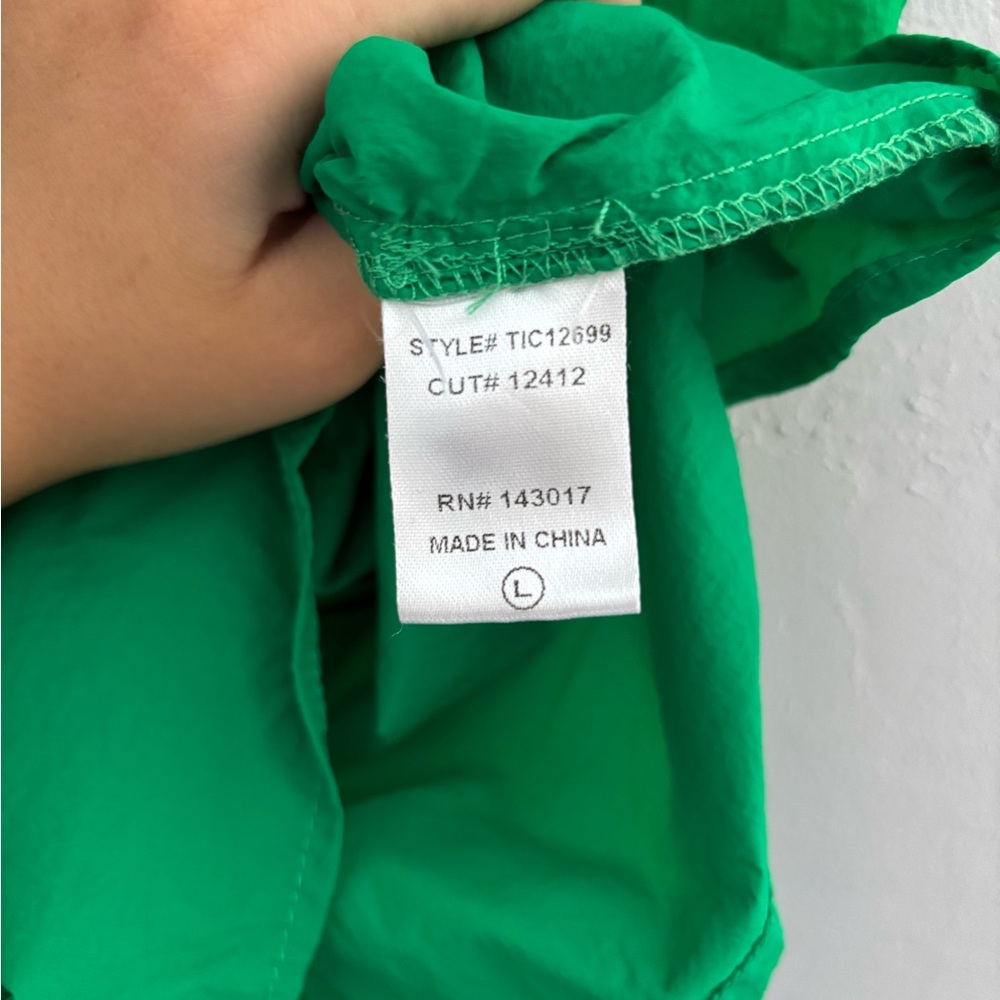 STYLE# TIC12699
CUT# 12412
RN# 143017
MADE IN CHINA
L